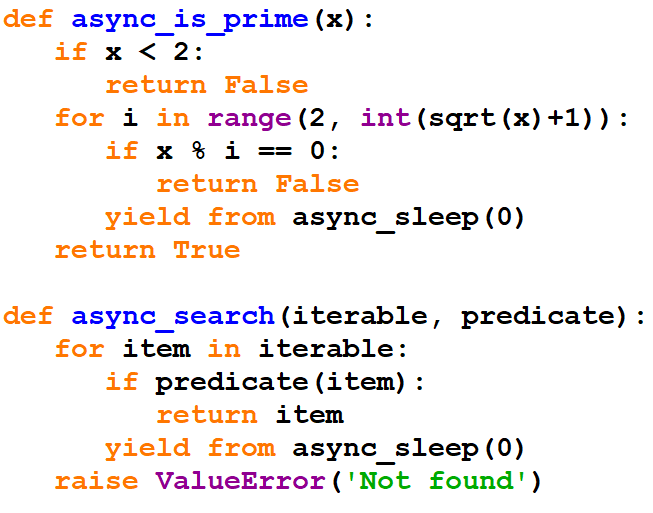 def async_is_prime(x):
   if x < 2:
      return False
   for i in range(2, int(sqrt(x)+1)):
      if x % i == 0:
         return False
      yield from async_sleep(0)
   return True

def async_search(iterable, predicate):
   for item in iterable:
      if predicate(item):
         return item
      yield from async_sleep(0)
   raise ValueError('Not found')